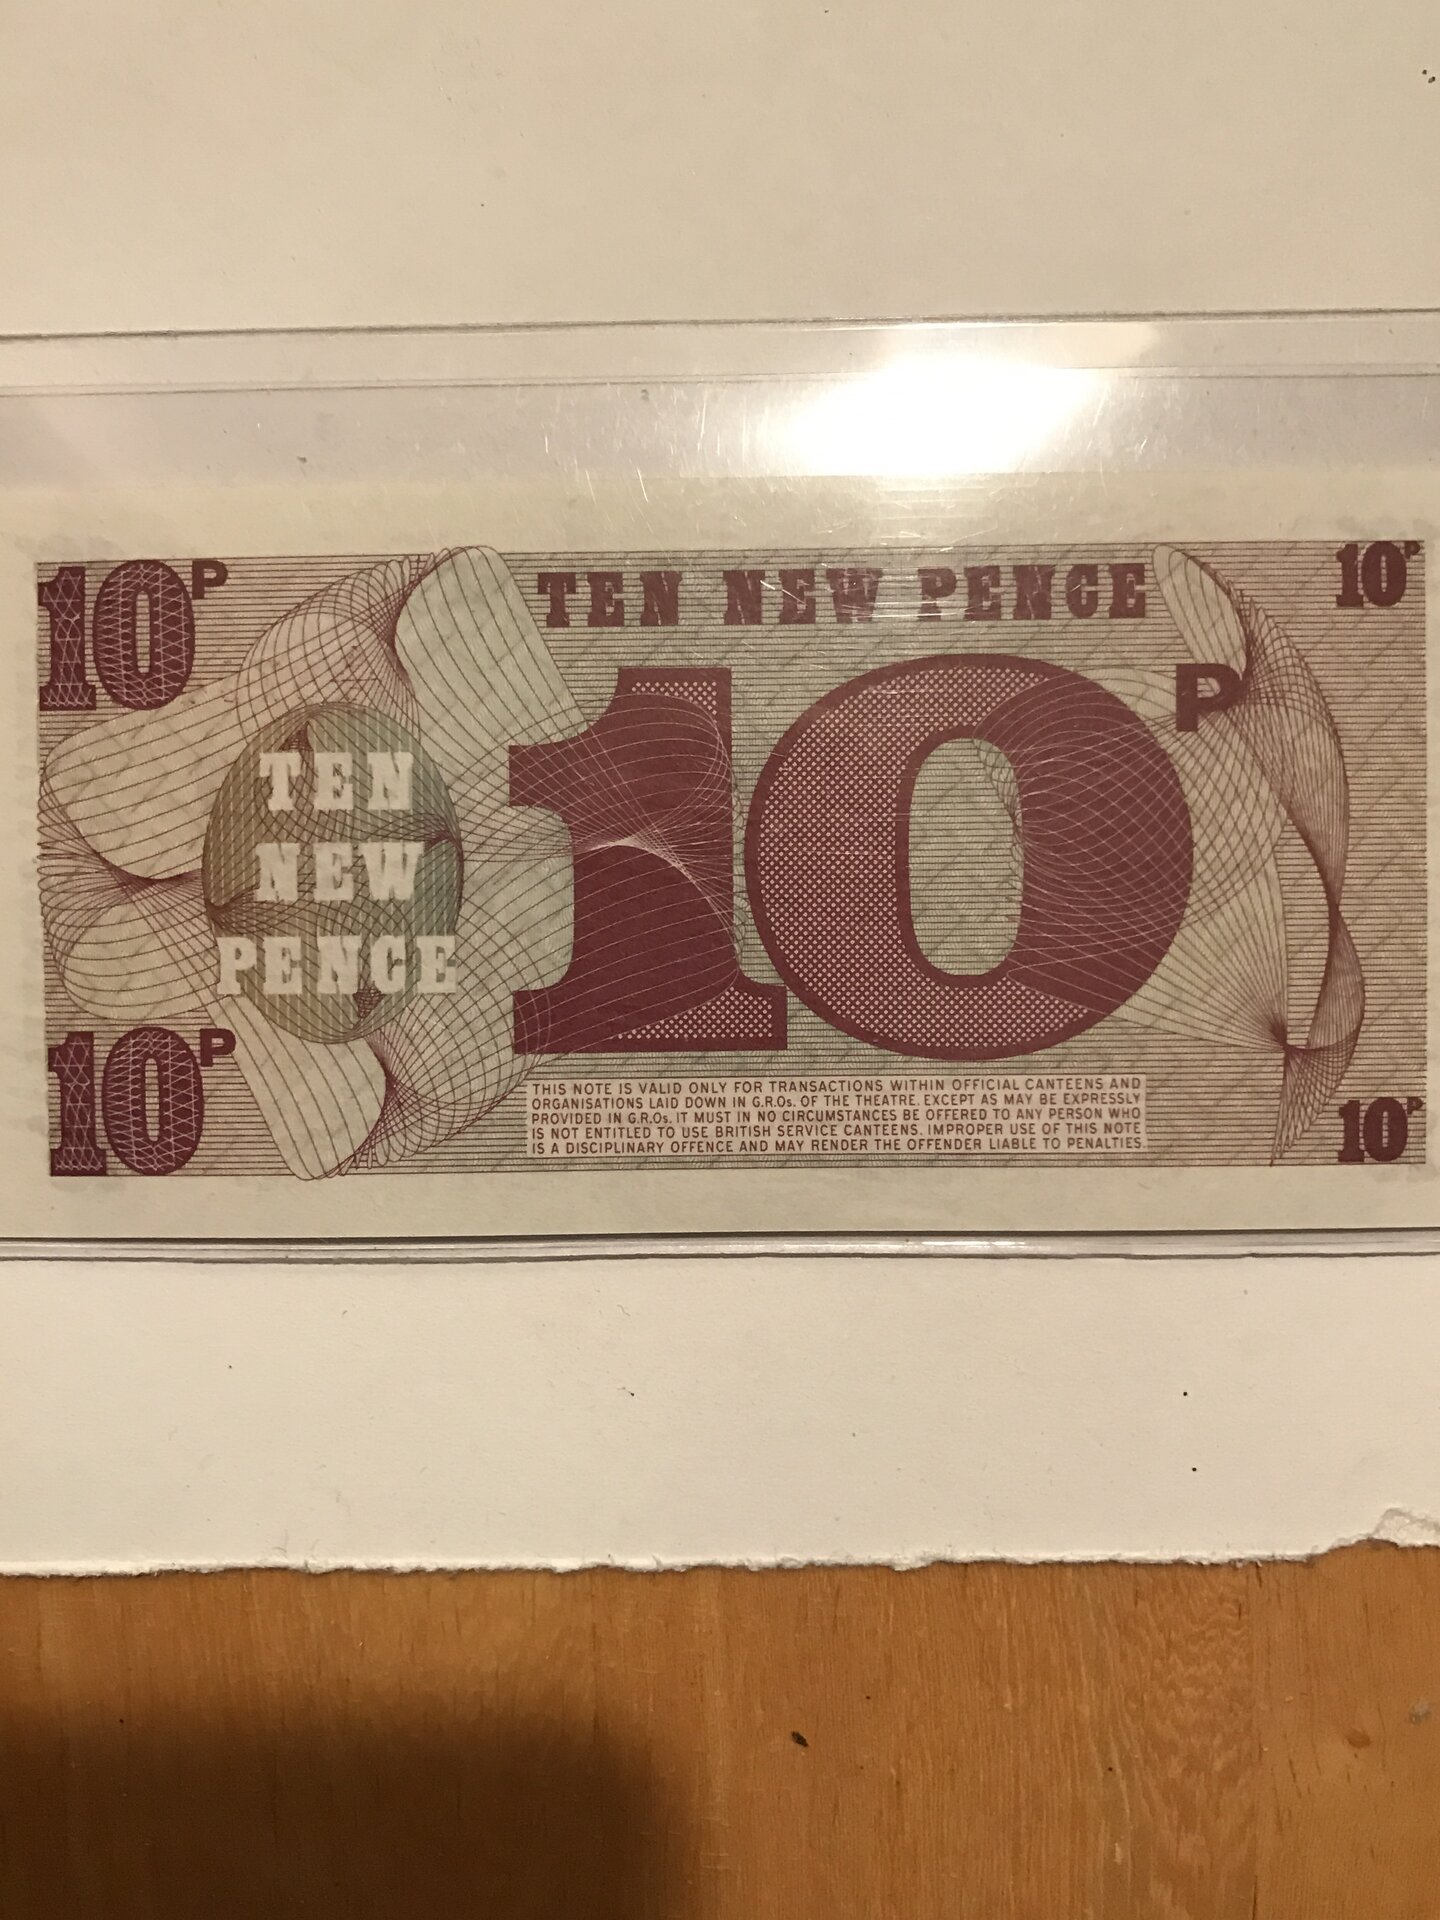 10P
TEN NEW PENCE
10P
10P
TEN
NEW
PENCE
10P
THIS NOTE IS VALID ONLY FOR TRANSACTIONS WITHIN OFFICIAL CANTEENS AND
ORGANISATIONS LAID DOWN IN G.R.Os. OF THE THEATRE. EXCEPT AS MAY BE EXPRESSLY
PROVIDED IN G.R.Os. IT MUST IN NO CIRCUMSTANCES BE OFFERED TO ANY PERSON WHO
IS NOT ENTITLED TO USE BRITISH SERVICE CANTEENS. IMPROPER USE OF THIS NOTE
IS A DISCIPLINARY OFFENCE AND MAY RENDER THE OFFENDER LIABLE TO PENALTIES.
10P